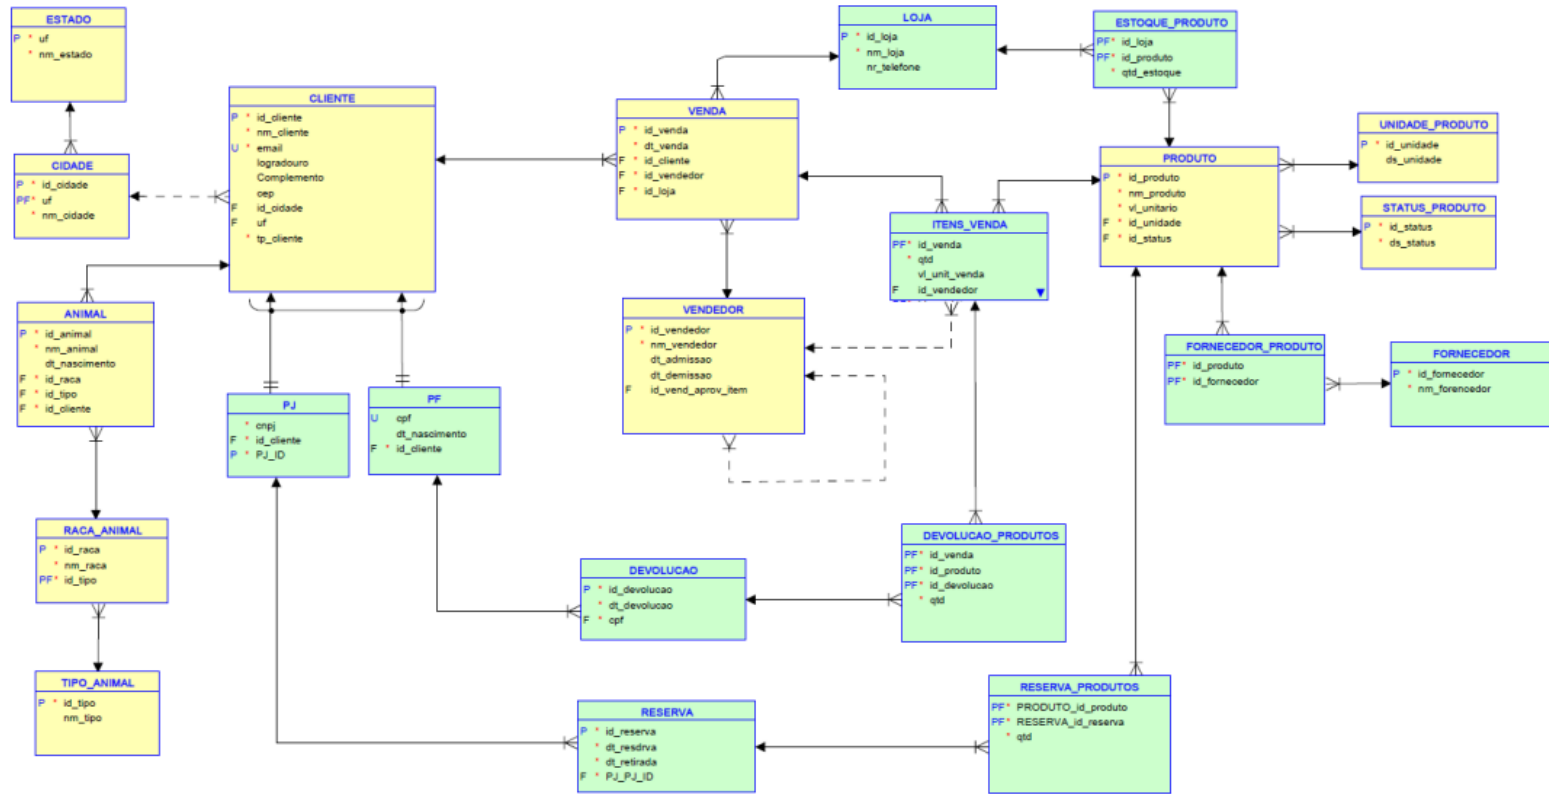 ESTADO
P * uf
* nm_estado
CIDADE
P * id_cidade
PF* uf
* nm_cidade
CLIENTE
P * id_cliente
* nm_cliente
U * email
logradouro
Complemento
cep
F id_cidade
F uf
* tp_cliente
VENDA
P * id_venda
* dt_venda
F * id_cliente
F * id_vendedor
F * id_loja
LOJA
P * id_loja
* nm_loja
nr_telefone
ESTOQUE_PRODUTO
PF* id_loja
PF* id_produto
* qtd_estoque
PRODUTO
P * id_produto
* nm_produto
* vl_unitario
F * id_unidade
F * id_status
UNIDADE_PRODUTO
P * id_unidade
ds_unidade
STATUS_PRODUTO
P * id_status
* ds_status
ITENS_VENDA
PF* id_venda
* qtd
vl_unit_venda
F id_vendedor
ANIMAL
P * id_animal
* nm_animal
dt_nascimento
F * id_raca
F * id_tipo
F * id_cliente
VENDEDOR
P * id_vendedor
* nm_vendedor
dt_admissao
dt_demissao
F id_vend_aprov_item
FORNECEDOR_PRODUTO
PF* id_produto
PF* id_fornecedor
FORNECEDOR
P * id_fornecedor
* nm_forencedor
PJ
* cnpj
F * id_cliente
P * PJ_ID
PF
U cpf
dt_nascimento
F * id_cliente
RACA_ANIMAL
P * id_raca
* nm_raca
PF* id_tipo
DEVOLUCAO
P * id_devolucao
* dt_devolucao
F * cpf
DEVOLUCAO_PRODUTOS
PF* id_venda
PF* id_produto
PF* id_devolucao
* qtd
TIPO_ANIMAL
P * id_tipo
nm_tipo
RESERVA
P * id_reserva
* dt_resdrva
* dt_retirada
F * PJ_PJ_ID
RESERVA_PRODUTOS
PF* PRODUTO_id_produto
PF* RESERVA_id_reserva
* qtd